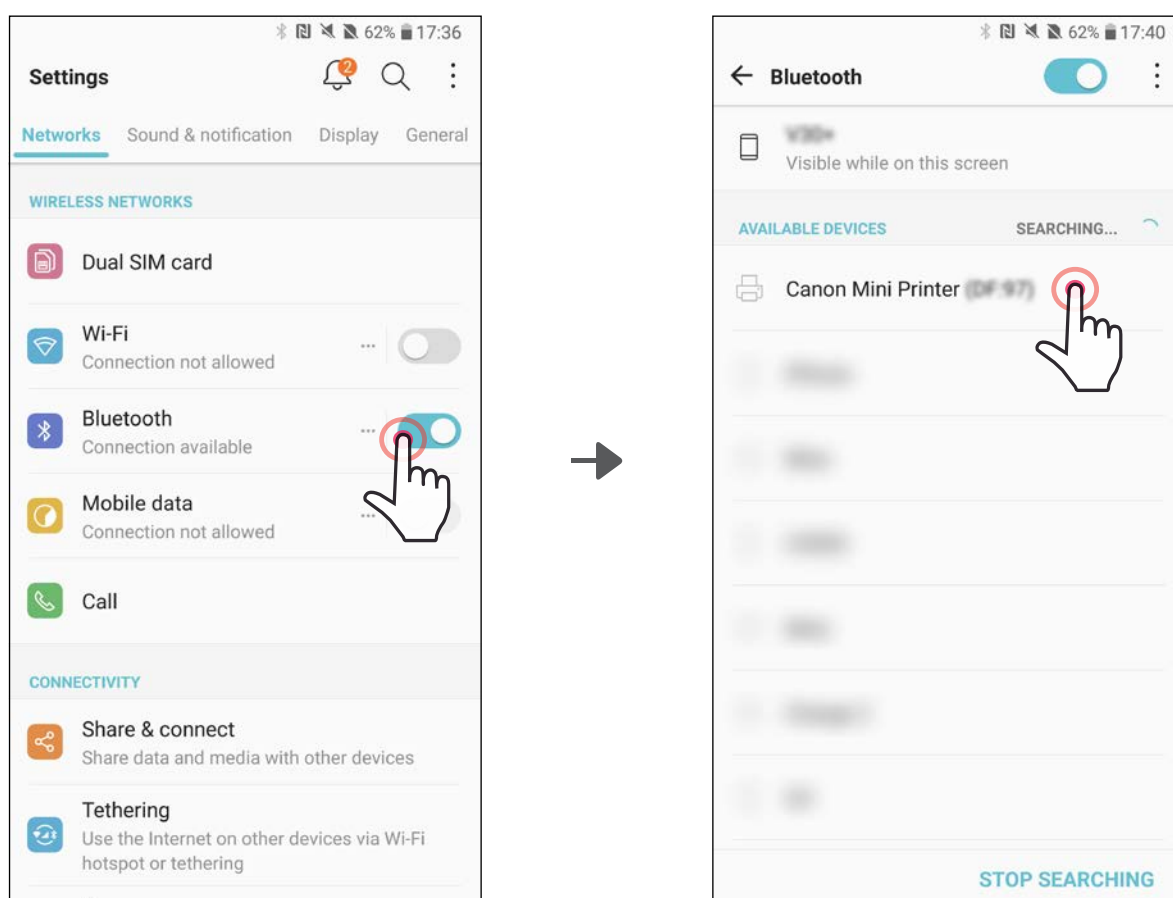 62% 17:36
Settings
2
Networks Sound & notification Display General
WIRELESS NETWORKS
Dual SIM card
Wi-Fi
Connection not allowed
Bluetooth
Connection available
Mobile data
Connection not allowed
Call
CONNECTIVITY
Share & connect
Share data and media with other devices
Tethering
Use the Internet on other devices via Wi-Fi
hotspot or tethering
62% 17:40
Bluetooth
Visible while on this screen
AVAILABLE DEVICES SEARCHING...
Canon Mini Printer
STOP SEARCHING